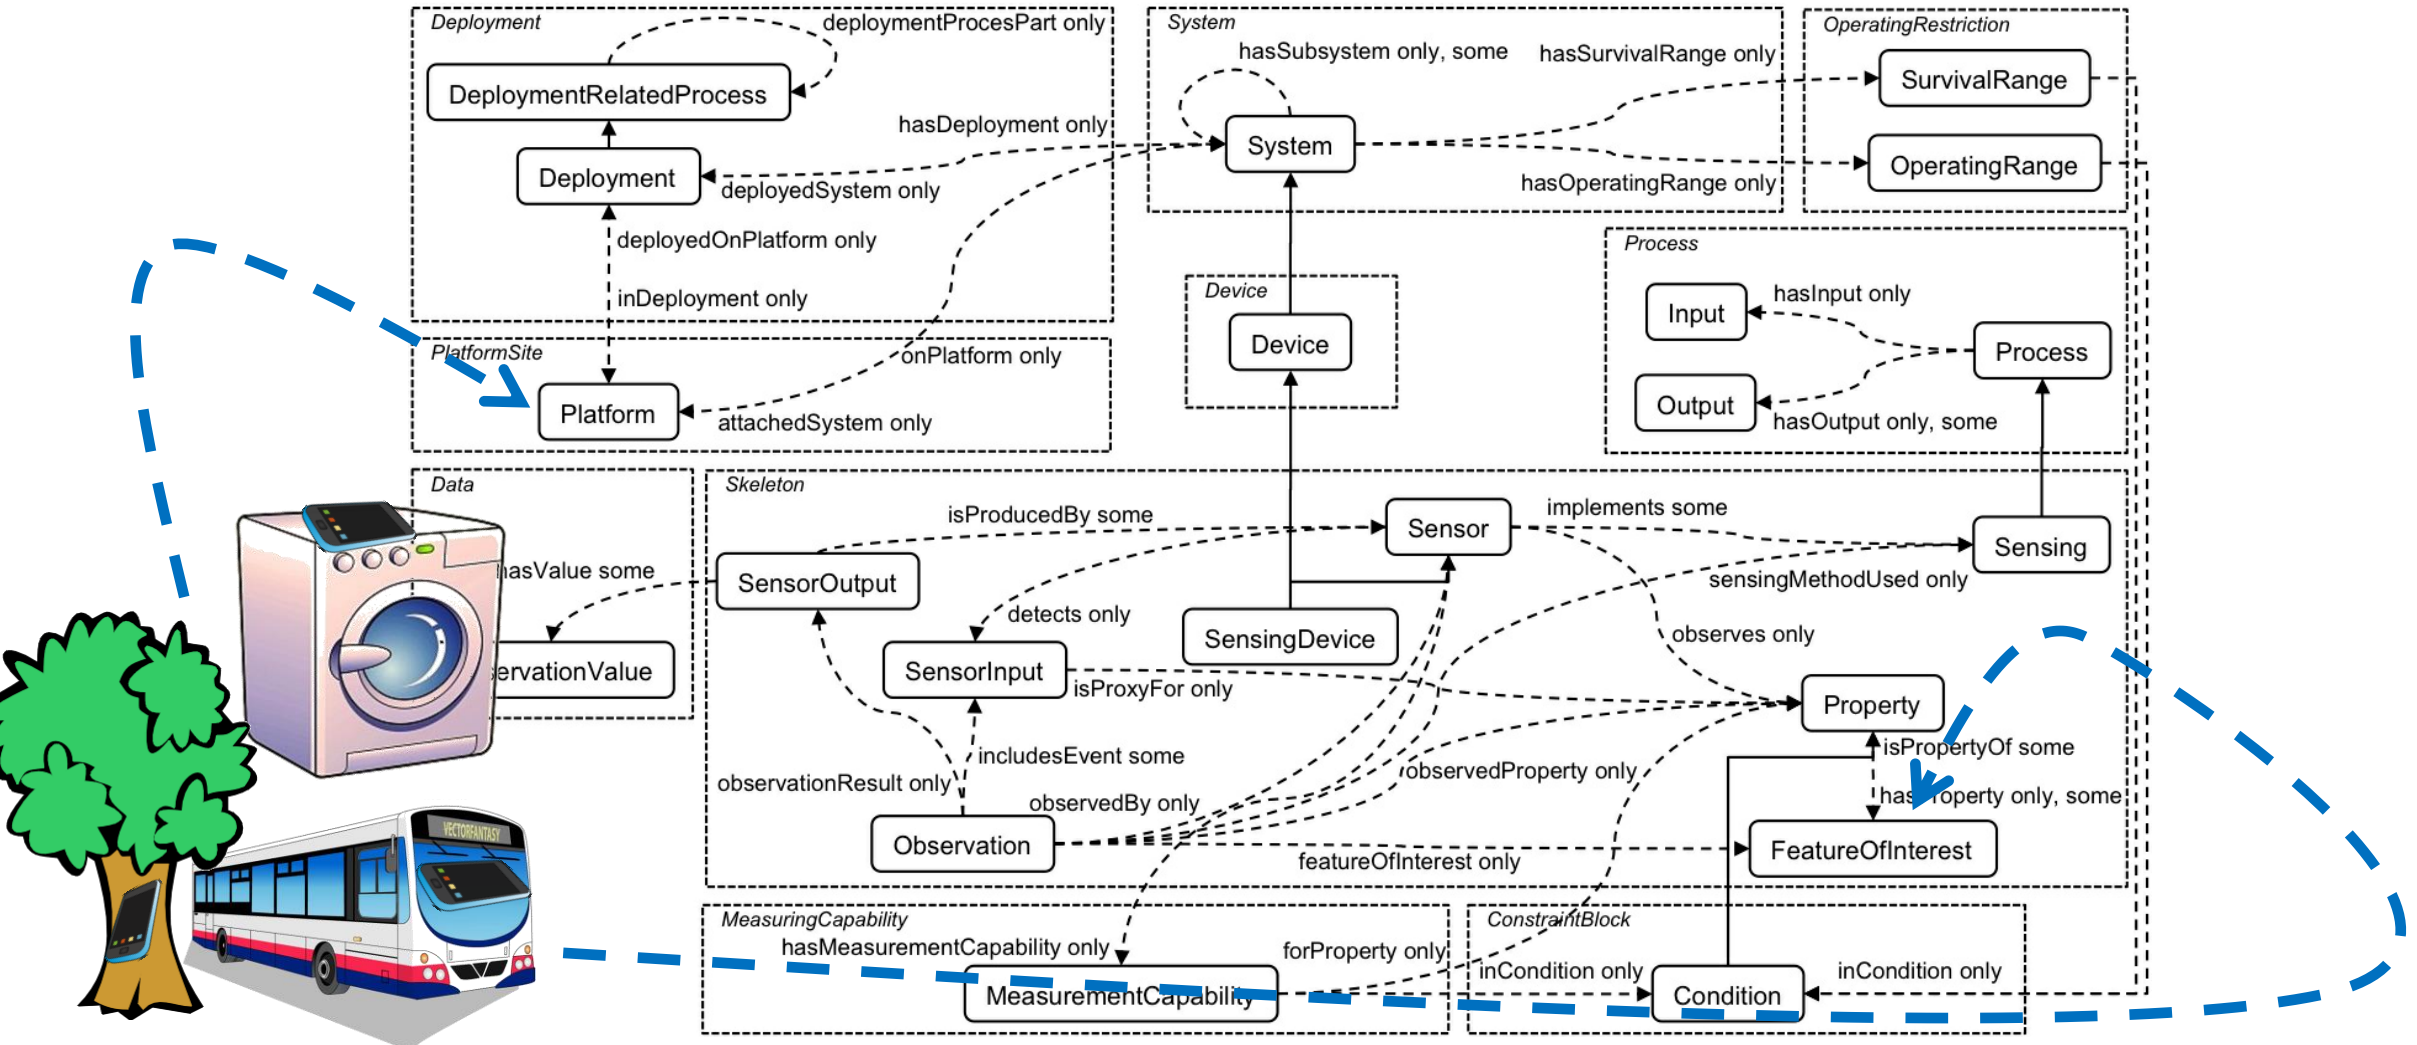 Deployment
deploymentProcesPart only
DeploymentRelatedProcess
hasDeployment only
Deployment
deployedSystem only
deployedOnPlatform only
inDeployment only
System
hasSubsystem only, some
hasSurvivalRange only
System
hasOperatingRange only
OperatingRestriction
SurvivalRange
OperatingRange
Process
Input
hasInput only
Process
Output
hasOutput only, some
Device
Device
PlatformSite
onPlatform only
Platform
attachedSystem only
Data
hasValue some
ervationValue
Skeleton
isProducedBy some
Sensor
implements some
SensorOutput
Sensing
sensingMethodUsed only
detects only
SensingDevice
observes only
SensorInput
isProxyFor only
Property
isPropertyOf some
includesEvent some
observationResult only
observedProperty only
observedBy only
hasProperty only, some
Observation
featureOfInterest only
FeatureOfInterest
VECTORFANTASY
MeasuringCapability
hasMeasurementCapability only
forProperty only
MeasurementCapability
ConstraintBlock
inCondition only
Condition
inCondition only